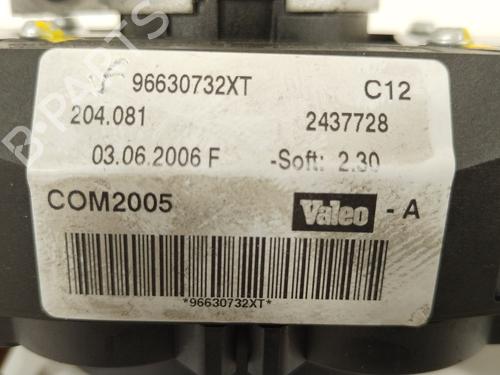 96630732XT C12
204.081 2437728
03.06.2006 F -Soft: 2.30
COM2005 Valeo - A
*96630732XT*
B-PARTS